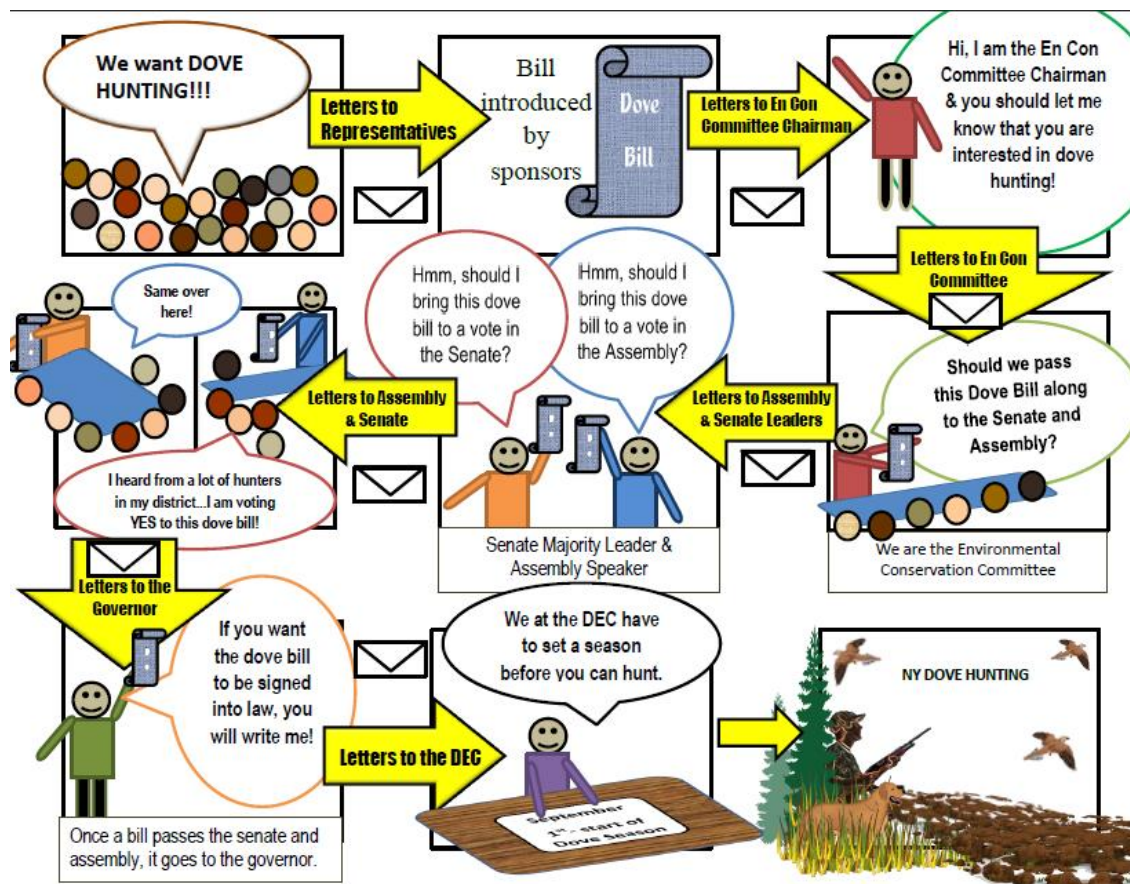 We want DOVE
HUNTING!!!
Letters to
Representatives
Bill
introduced
by
sponsors
Dove
Bill
Letters to En Con
Committee Chairman
Hi, I am the En Con
Committee Chairman
& you should let me
know that you are
interested in dove
hunting!
Letters to En Con
Committee
Should we pass
this Dove Bill along
to the Senate and
Assembly?
We are the Environmental
Conservation Committee
Letters to Assembly
& Senate Leaders
Hmm, should I
bring this dove
bill to a vote in
the Assembly?
Hmm, should I
bring this dove
bill to a vote in
the Senate?
Senate Majority Leader &
Assembly Speaker
Letters to Assembly
& Senate
Same over
here!
I heard from a lot of hunters
in my district...I am voting
YES to this dove bill!
Letters to the
Governor
If you want
the dove bill
to be signed
into law, you
will write me!
Once a bill passes the senate and
assembly, it goes to the governor.
Letters to the DEC
We at the DEC have
to set a season
before you can hunt.
September
1st - start of
Dove Season
NY DOVE HUNTING